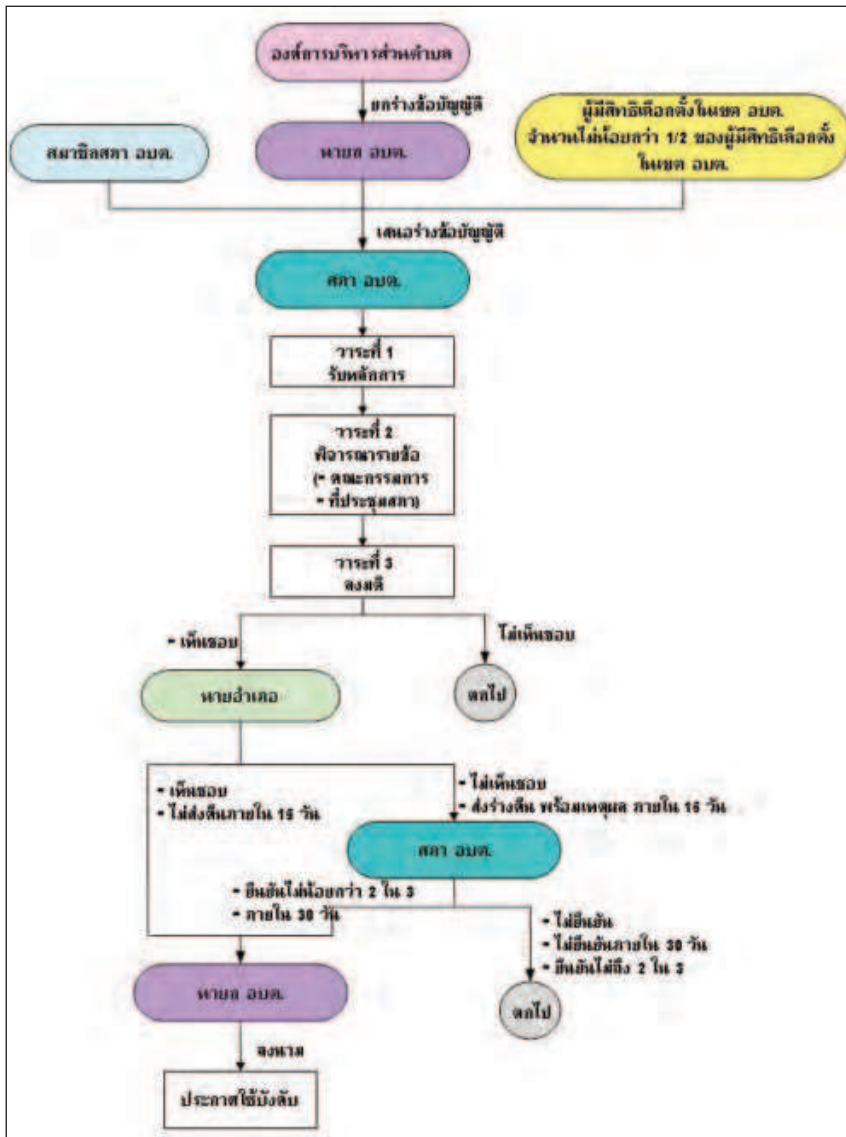 องค์การบริหารส่วนตำบล
ยกร่างข้อบัญญัติ
สมาชิกสภา อบต.
นายก อบต.
ผู้มีสิทธิเลือกตั้งในเขต อบต.
จำนวนไม่น้อยกว่า 1/2 ของผู้มีสิทธิเลือกตั้ง
ในเขต อบต.
เสนอร่างข้อบัญญัติ
สภา อบต.
วาระที่ 1
รับหลักการ
วาระที่ 2
พิจารณารายข้อ
(- คณะกรรมการ
- ที่ประชุมสภา)
วาระที่ 3
ลงมติ
- เห็นชอบ
ไม่เห็นชอบ
นายอำเภอ
ตกไป
- เห็นชอบ
- ไม่ส่งคืนภายใน 15 วัน
- ไม่เห็นชอบ
- ส่งร่างคืน พร้อมเหตุผล ภายใน 15 วัน
สภา อบต.
- ยืนยันไม่น้อยกว่า 2 ใน 3
- ภายใน 30 วัน
- ไม่ยืนยัน
- ไม่ยืนยันภายใน 30 วัน
- ยืนยันไม่ถึง 2 ใน 3
นายก อบต.
ตกไป
ลงนาม
ประกาศใช้บังคับ